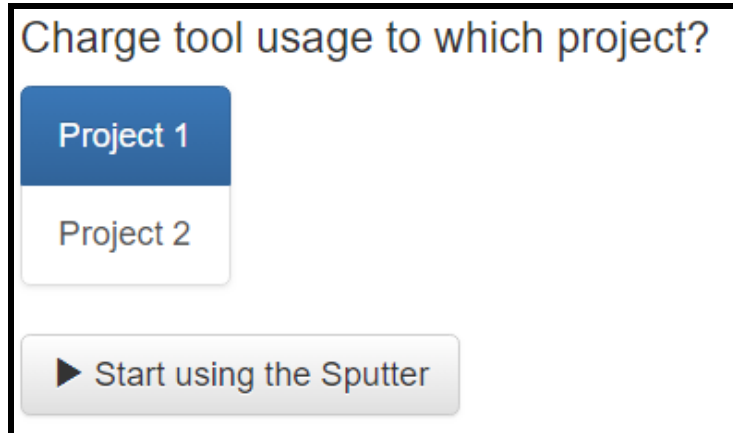 Charge tool usage to which project?
Project 1
Project 2
Start using the Sputter